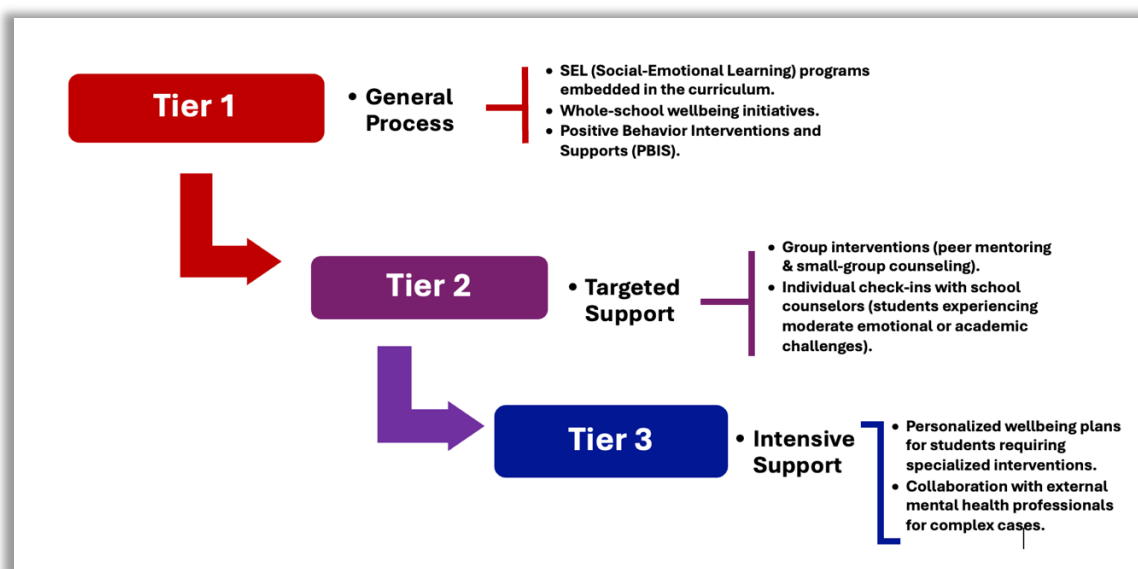 Tier 1
• General
Process
• SEL (Social-Emotional Learning) programs
embedded in the curriculum.
• Whole-school wellbeing initiatives.
• Positive Behavior Interventions and
Supports (PBIS).
Tier 2
• Targeted
Support
• Group interventions (peer mentoring
& small-group counseling).
• Individual check-ins with school
counselors (students experiencing
moderate emotional or academic
challenges).
Tier 3
• Intensive
Support
• Personalized wellbeing plans
for students requiring
specialized interventions.
• Collaboration with external
mental health professionals
for complex cases.